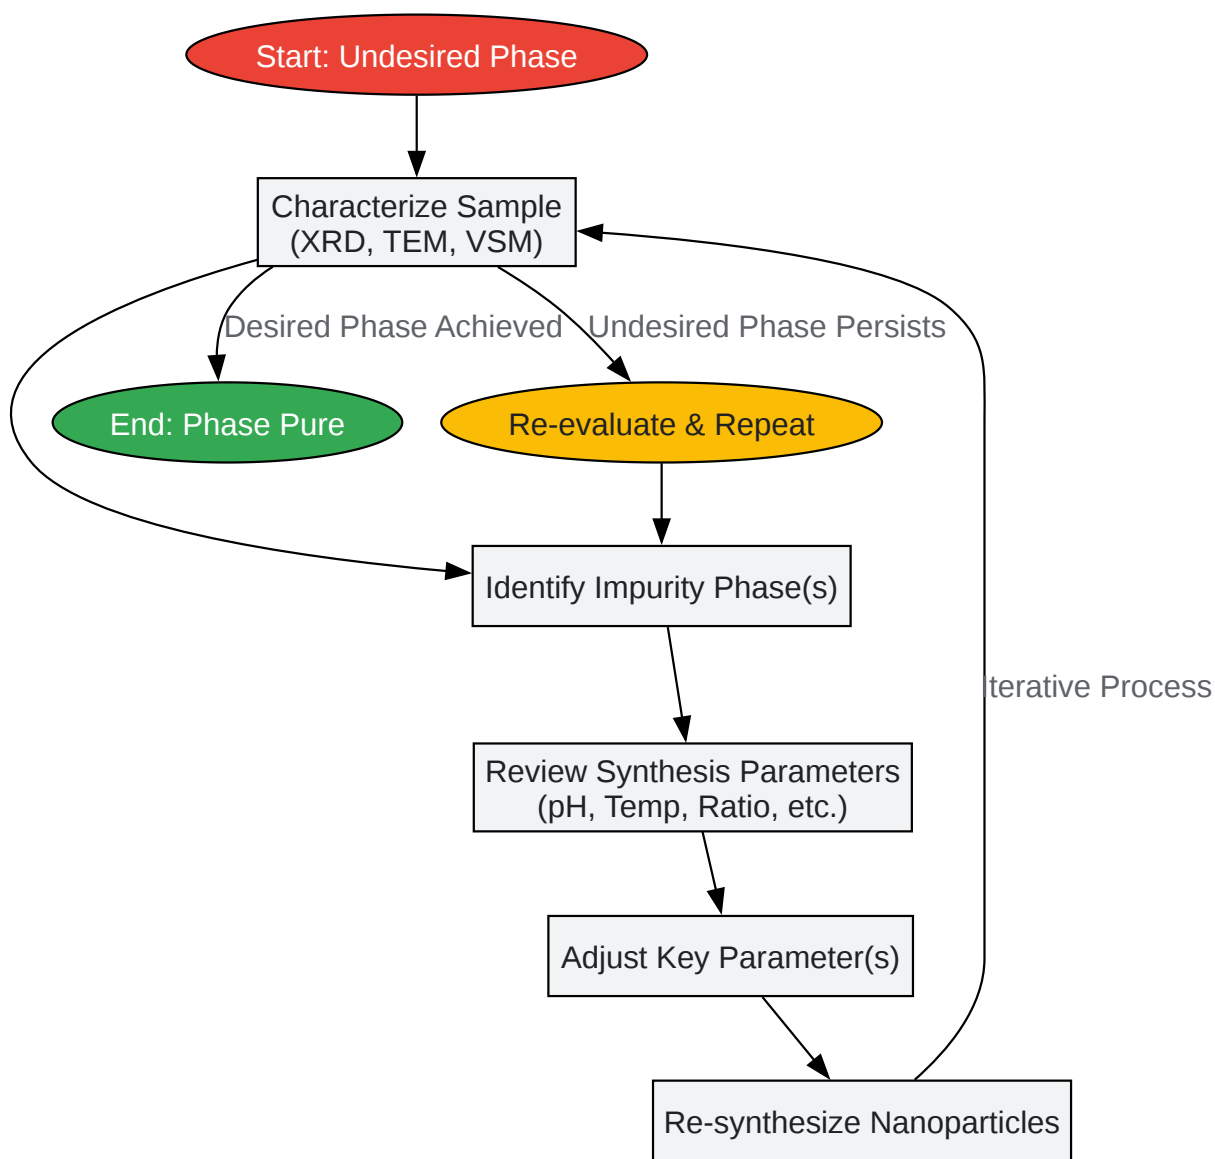 Start: Undesired Phase
Characterize Sample
(XRD, TEM, VSM)
Desired Phase Achieved
Undesired Phase Persists
End: Phase Pure
Re-evaluate & Repeat
Identify Impurity Phase(s)
Iterative Process
Review Synthesis Parameters
(pH, Temp, Ratio, etc.)
Adjust Key Parameter(s)
Re-synthesize Nanoparticles